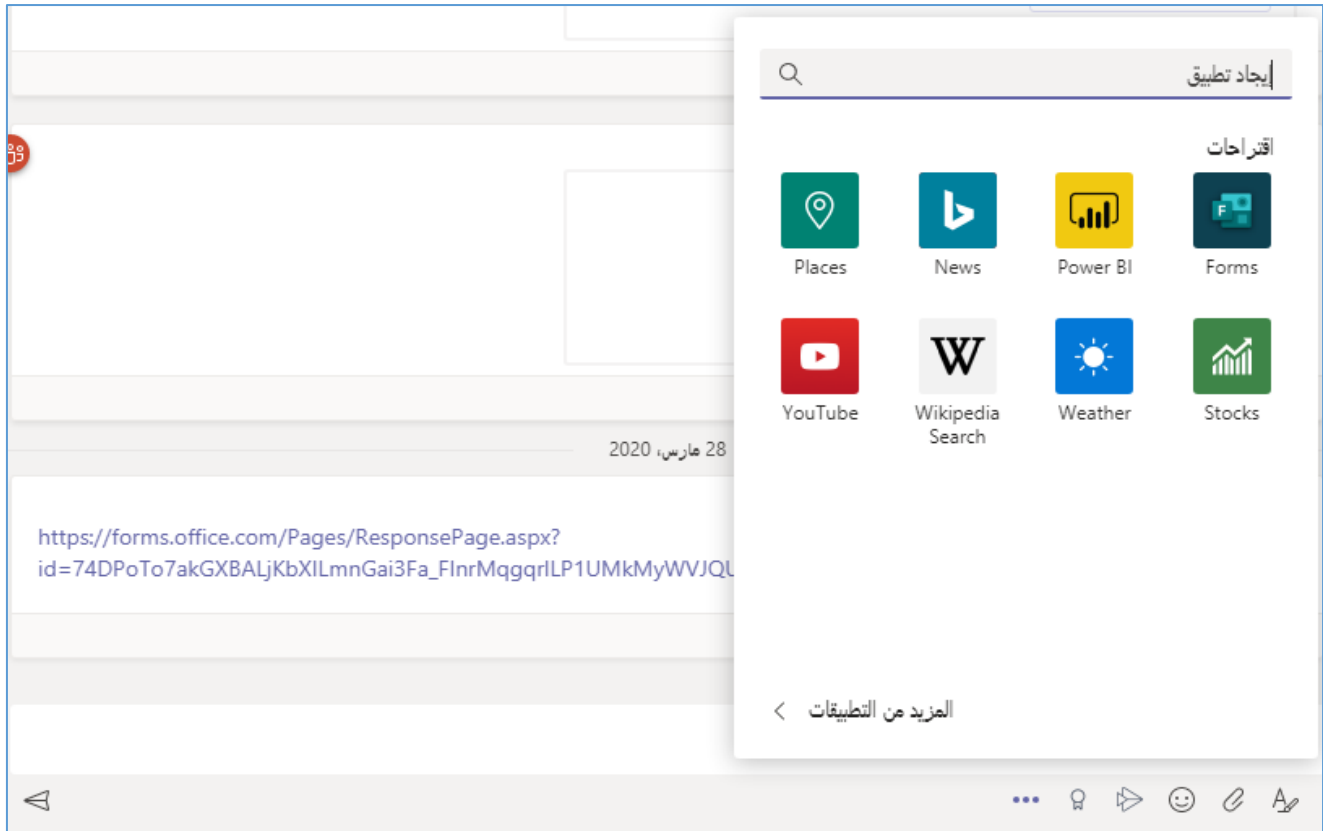 إيجاد تطبيق
اقتراحات
Forms
Power BI
News
Places
Stocks
Weather
Wikipedia
Search
YouTube
28 مارس، 2020
https://forms.office.com/Pages/ResponsePage.aspx?
id=74DPoTo7akGXBALjKbXILmnGai3Fa_FInrMqgqrILP1UMkMyWVJQU
المزيد من التطبيقات